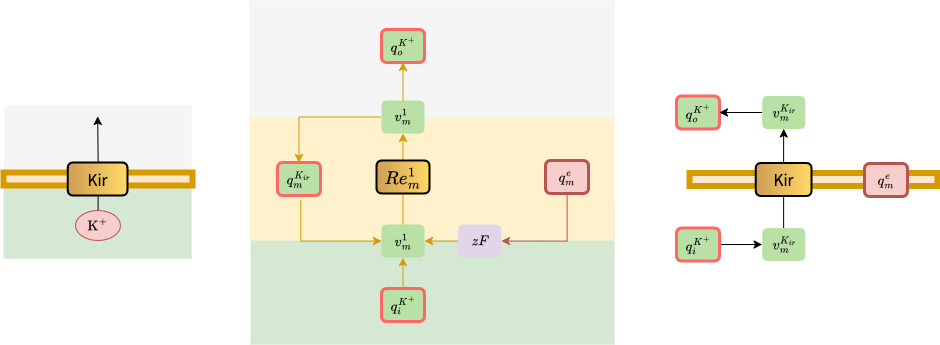 Kir
K⁺
q_o^{K^+}
v_m^1
q_m^{K_{ir}}
Re_m^1
q_m^e
v_m^1
zF
q_i^{K^+}
q_o^{K^+}
v_m^{K_{ir}}
Kir
q_m^e
q_i^{K^+}
v_m^{K_{ir}}